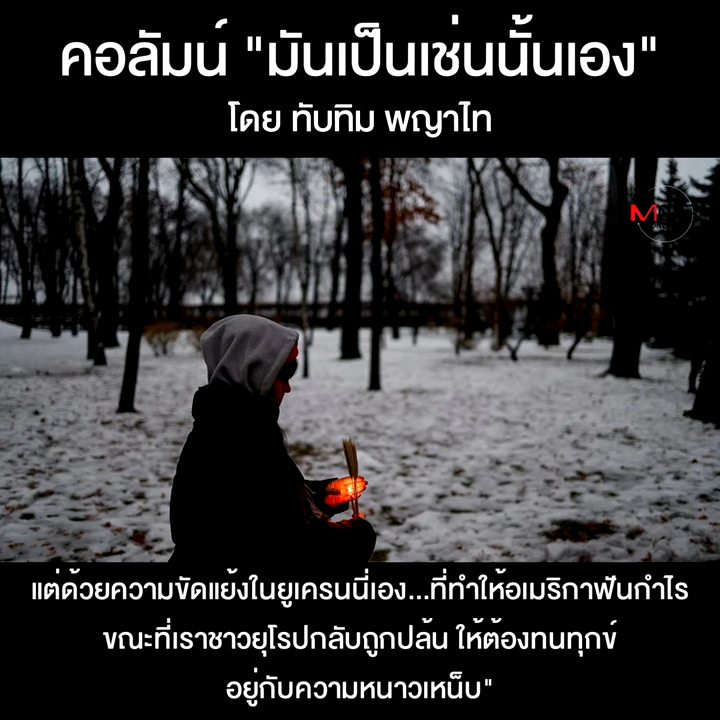 คอลัมน์ "มันเป็นเช่นนั้นเอง"
โดย ทับทิม พญาไท
M
แต่ด้วยความขัดแย้งในยูเครนนี่เอง...ที่ทำให้อเมริกาฟันกำไร
ขณะที่เราชาวยุโรปกลับถูกปล้น ให้ต้องทนทุกข์
อยู่กับความหนาวเหน็บ"